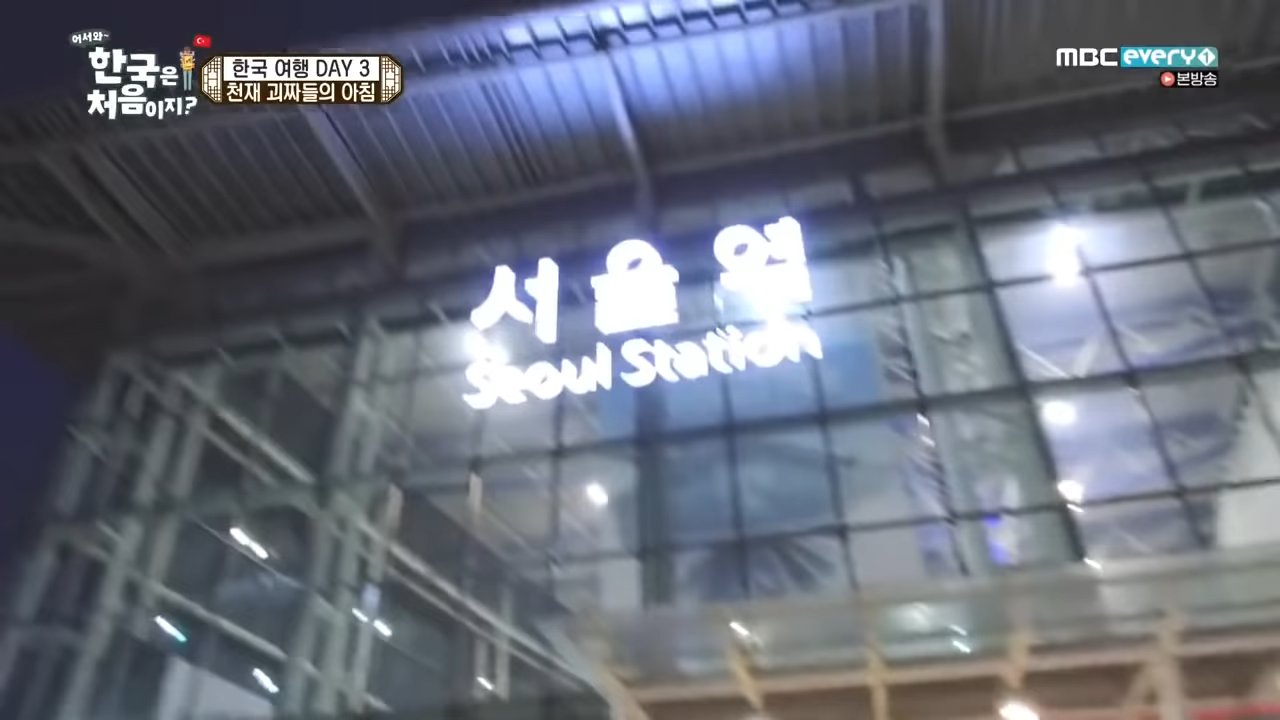 어서와~
한국은
처음이지?
한국 여행 DAY 3
천재 괴짜들의 아침
MBC every1
본방송
서울역
Seoul Station